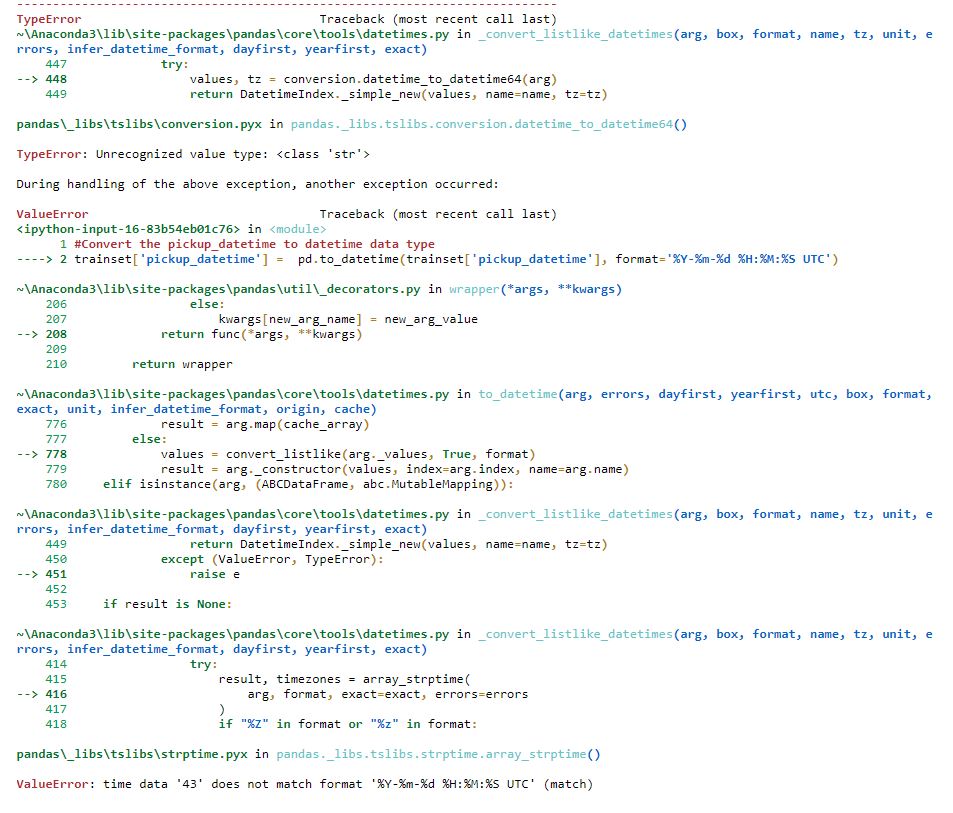 ---------------------------------------------------------------------------
TypeError                                 Traceback (most recent call last)
~\Anaconda3\lib\site-packages\pandas\core\tools\datetimes.py in _convert_listlike_datetimes(arg, box, format, name, tz, unit, e
rrors, infer_datetime_format, dayfirst, yearfirst, exact)
    447             try:
--> 448                 values, tz = conversion.datetime_to_datetime64(arg)
    449                 return DatetimeIndex._simple_new(values, name=name, tz=tz)
pandas\_libs\tslibs\conversion.pyx in pandas._libs.tslibs.conversion.datetime_to_datetime64()
TypeError: Unrecognized value type: <class 'str'>
During handling of the above exception, another exception occurred:
ValueError                                Traceback (most recent call last)
<ipython-input-16-83b54eb01c76> in <module>
      1 #Convert the pickup_datetime to datetime data type
----> 2 trainset['pickup_datetime'] =  pd.to_datetime(trainset['pickup_datetime'], format='%Y-%m-%d %H:%M:%S UTC')
~\Anaconda3\lib\site-packages\pandas\util\_decorators.py in wrapper(*args, **kwargs)
    206                 else:
    207                     kwargs[new_arg_name] = new_arg_value
--> 208             return func(*args, **kwargs)
    209
    210         return wrapper
~\Anaconda3\lib\site-packages\pandas\core\tools\datetimes.py in to_datetime(arg, errors, dayfirst, yearfirst, utc, box, format,
exact, unit, infer_datetime_format, origin, cache)
    776             result = arg.map(cache_array)
    777         else:
--> 778             values = convert_listlike(arg._values, True, format)
    779             result = arg._constructor(values, index=arg.index, name=arg.name)
    780     elif isinstance(arg, (ABCDataFrame, abc.MutableMapping)):
~\Anaconda3\lib\site-packages\pandas\core\tools\datetimes.py in _convert_listlike_datetimes(arg, box, format, name, tz, unit, e
rrors, infer_datetime_format, dayfirst, yearfirst, exact)
    449                 return DatetimeIndex._simple_new(values, name=name, tz=tz)
    450             except (ValueError, TypeError):
--> 451                 raise e
    452
    453     if result is None:
~\Anaconda3\lib\site-packages\pandas\core\tools\datetimes.py in _convert_listlike_datetimes(arg, box, format, name, tz, unit, e
rrors, infer_datetime_format, dayfirst, yearfirst, exact)
    414                 try:
    415                     result, timezones = array_strptime(
--> 416                         arg, format, exact=exact, errors=errors
    417                     )
    418                     if "%Z" in format or "%z" in format:
pandas\_libs\tslibs\strptime.pyx in pandas._libs.tslibs.strptime.array_strptime()
ValueError: time data '43' does not match format '%Y-%m-%d %H:%M:%S UTC' (match)